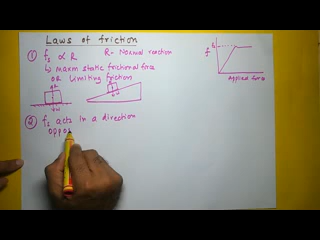 Laws of friction
① fs ∝ R R- Normal reaction
↳ maxm static frictional force
OR Limiting friction
② fs acts in a direction
oppos
fs
f
Applied force